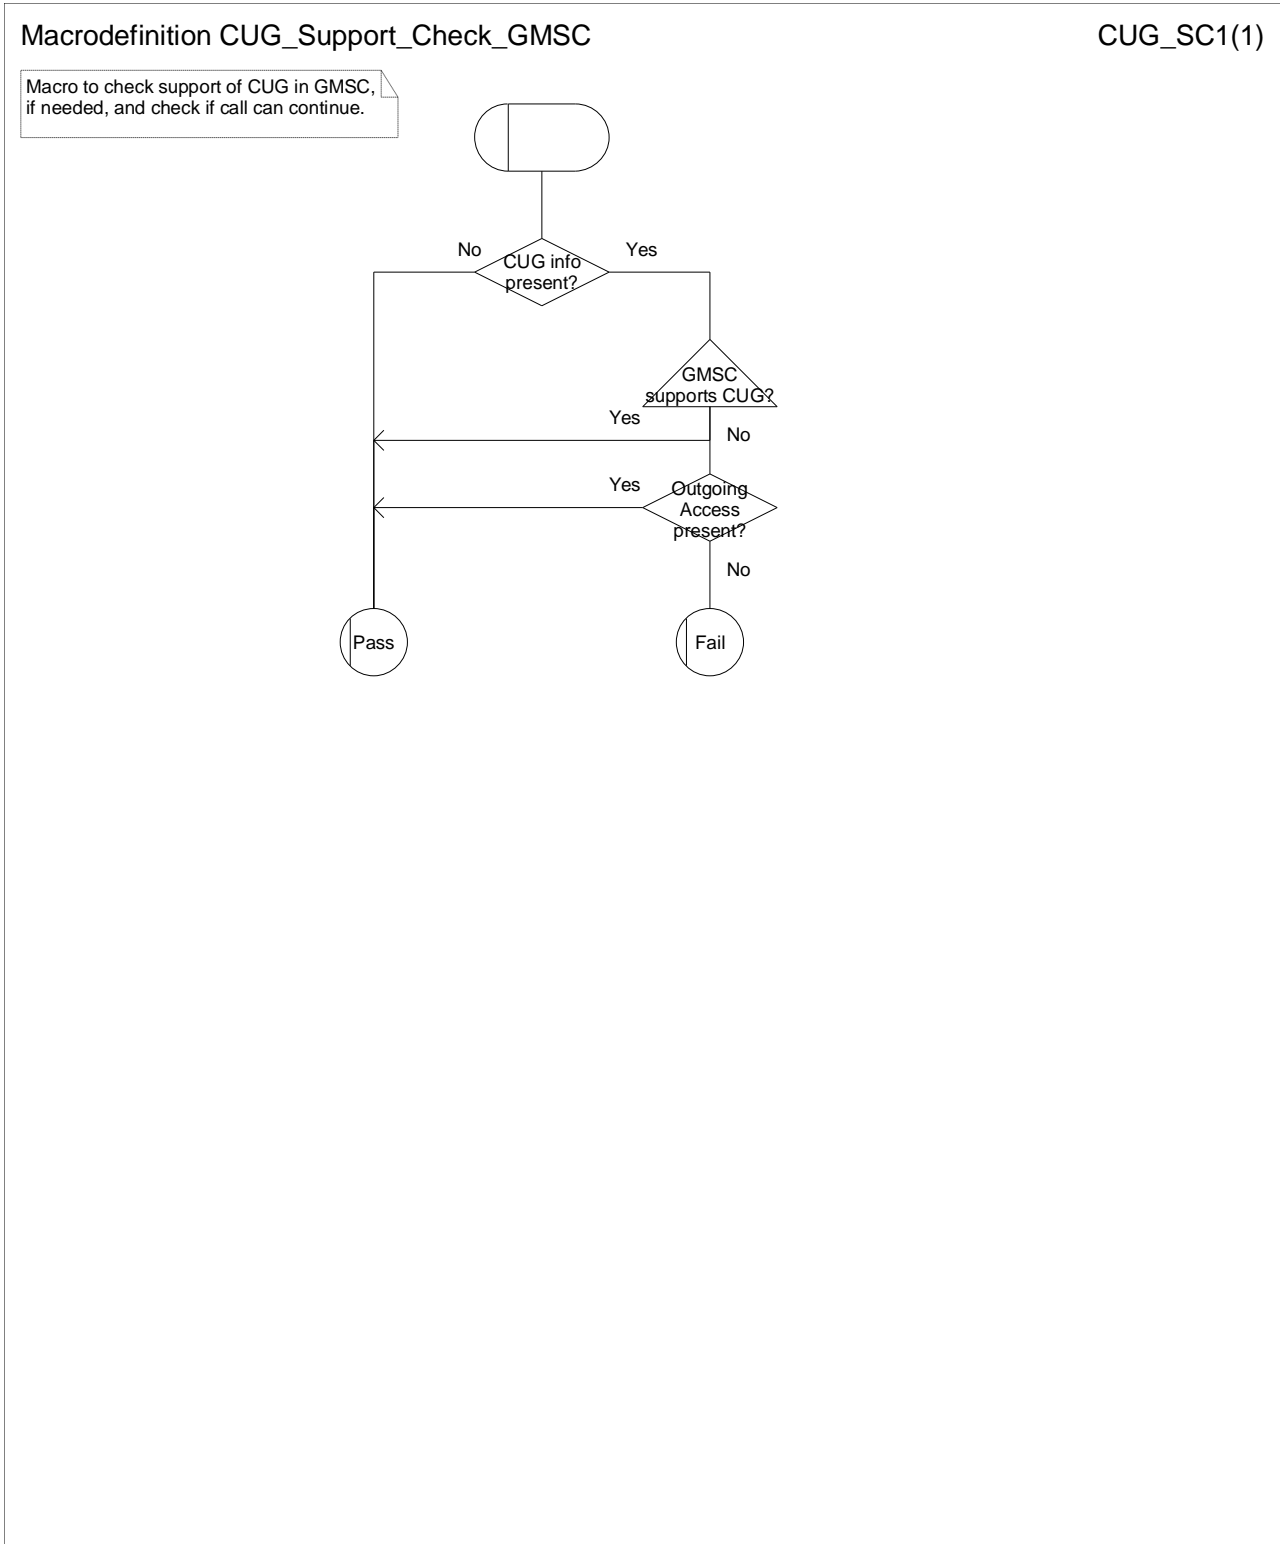 Macrodefinition CUG_Support_Check_GMSC
CUG_SC1(1)
Macro to check support of CUG in GMSC,
if needed, and check if call can continue.
No
Yes
CUG info
present?
GMSC
supports CUG?
Yes
No
Yes
Outgoing
Access
present?
No
Pass
Fail